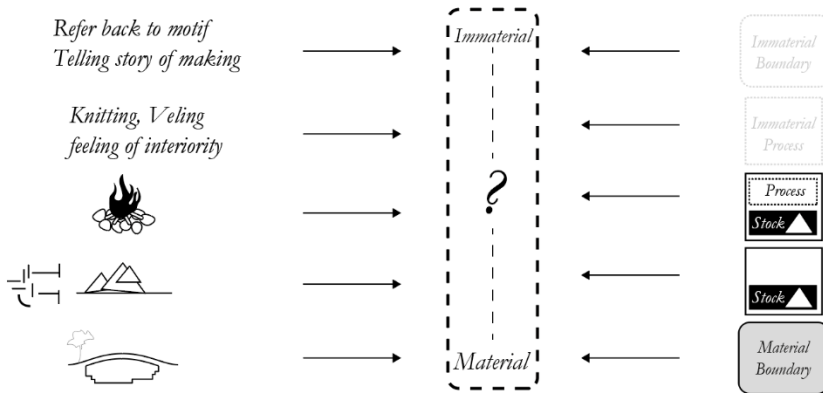 Refer back to motif
Telling story of making
Knitting, Veling
feeling of interiority
Immaterial
?
Material
Immaterial
Boundary
Immaterial
Process
Process
Stock
Stock
Material
Boundary